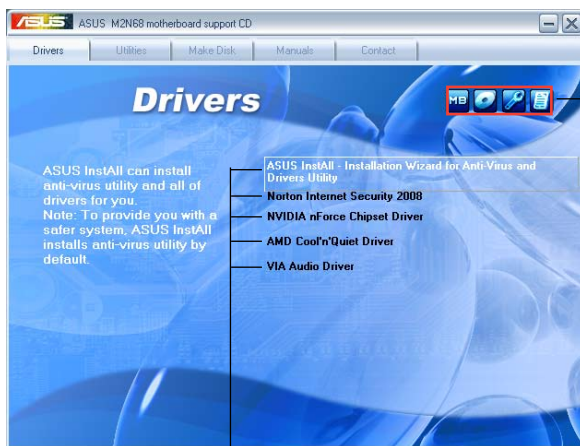 ASUS ASUS M2N68 motherboard support CD
Drivers Utilities Make Disk Manuals Contact
Drivers
MB
ASUS InstAll can install
anti-virus utility and all of
drivers for you.
Note: To provide you with a
safer system, ASUS InstAll
installs anti-virus utility by
default.
ASUS InstAll - Installation Wizard for Anti-Virus and
Drivers Utility
Norton Internet Security 2008
NVIDIA nForce Chipset Driver
AMD Cool'n'Quiet Driver
VIA Audio Driver